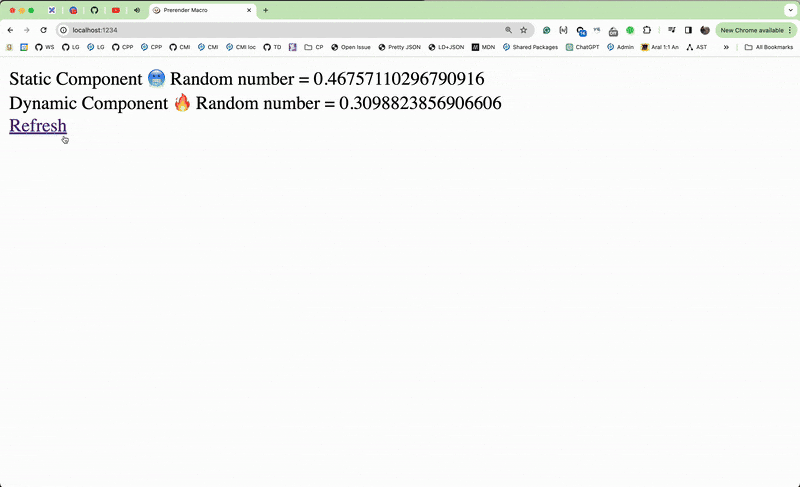 Prerender Macro
localhost:1234
New Chrome available
WS
LG
LG
CPP
CPP
CMI
CMI
CMI loc
TD
CP
Open Issue
Pretty JSON
LD+JSON
MDN
Shared Packages
ChatGPT
Admin
Aral 1:1 An
AST
All Bookmarks
Static Component 🥶 Random number = 0.46757110296790916
Dynamic Component 🔥 Random number = 0.3098823856906606
Refresh